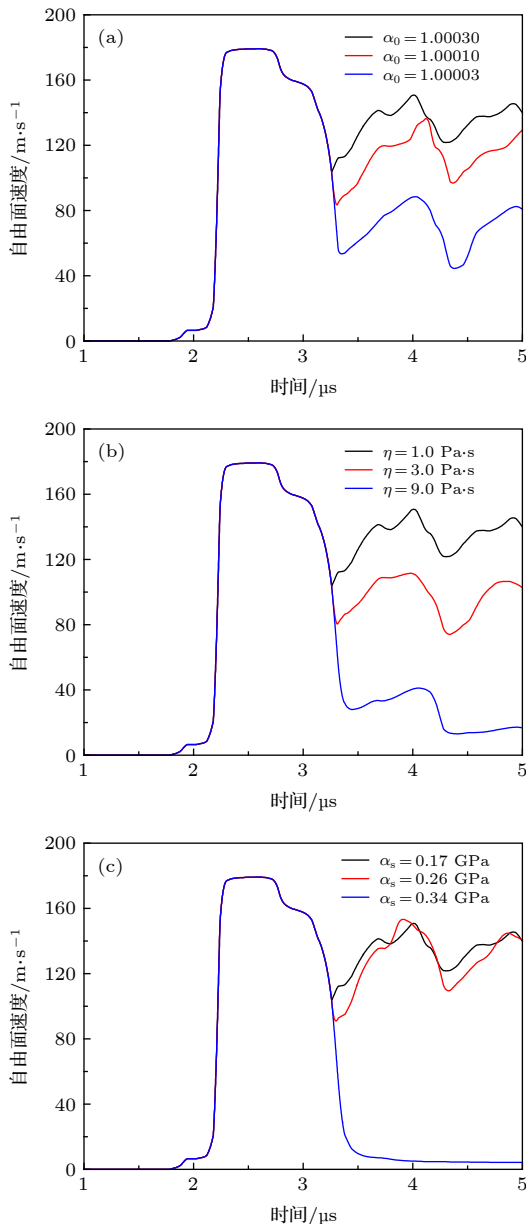 (a)
α₀=1.00030
α₀=1.00010
α₀=1.00003
自由面速度/m·s⁻¹
180
160
120
80
40
0
1 2 3 4 5
时间/µs
(b)
η=1.0 Pa·s
η=3.0 Pa·s
η=9.0 Pa·s
自由面速度/m·s⁻¹
180
160
120
80
40
0
1 2 3 4 5
时间/µs
(c)
αₛ=0.17 GPa
αₛ=0.26 GPa
αₛ=0.34 GPa
自由面速度/m·s⁻¹
200
160
120
80
40
0
1 2 3 4 5
时间/µs